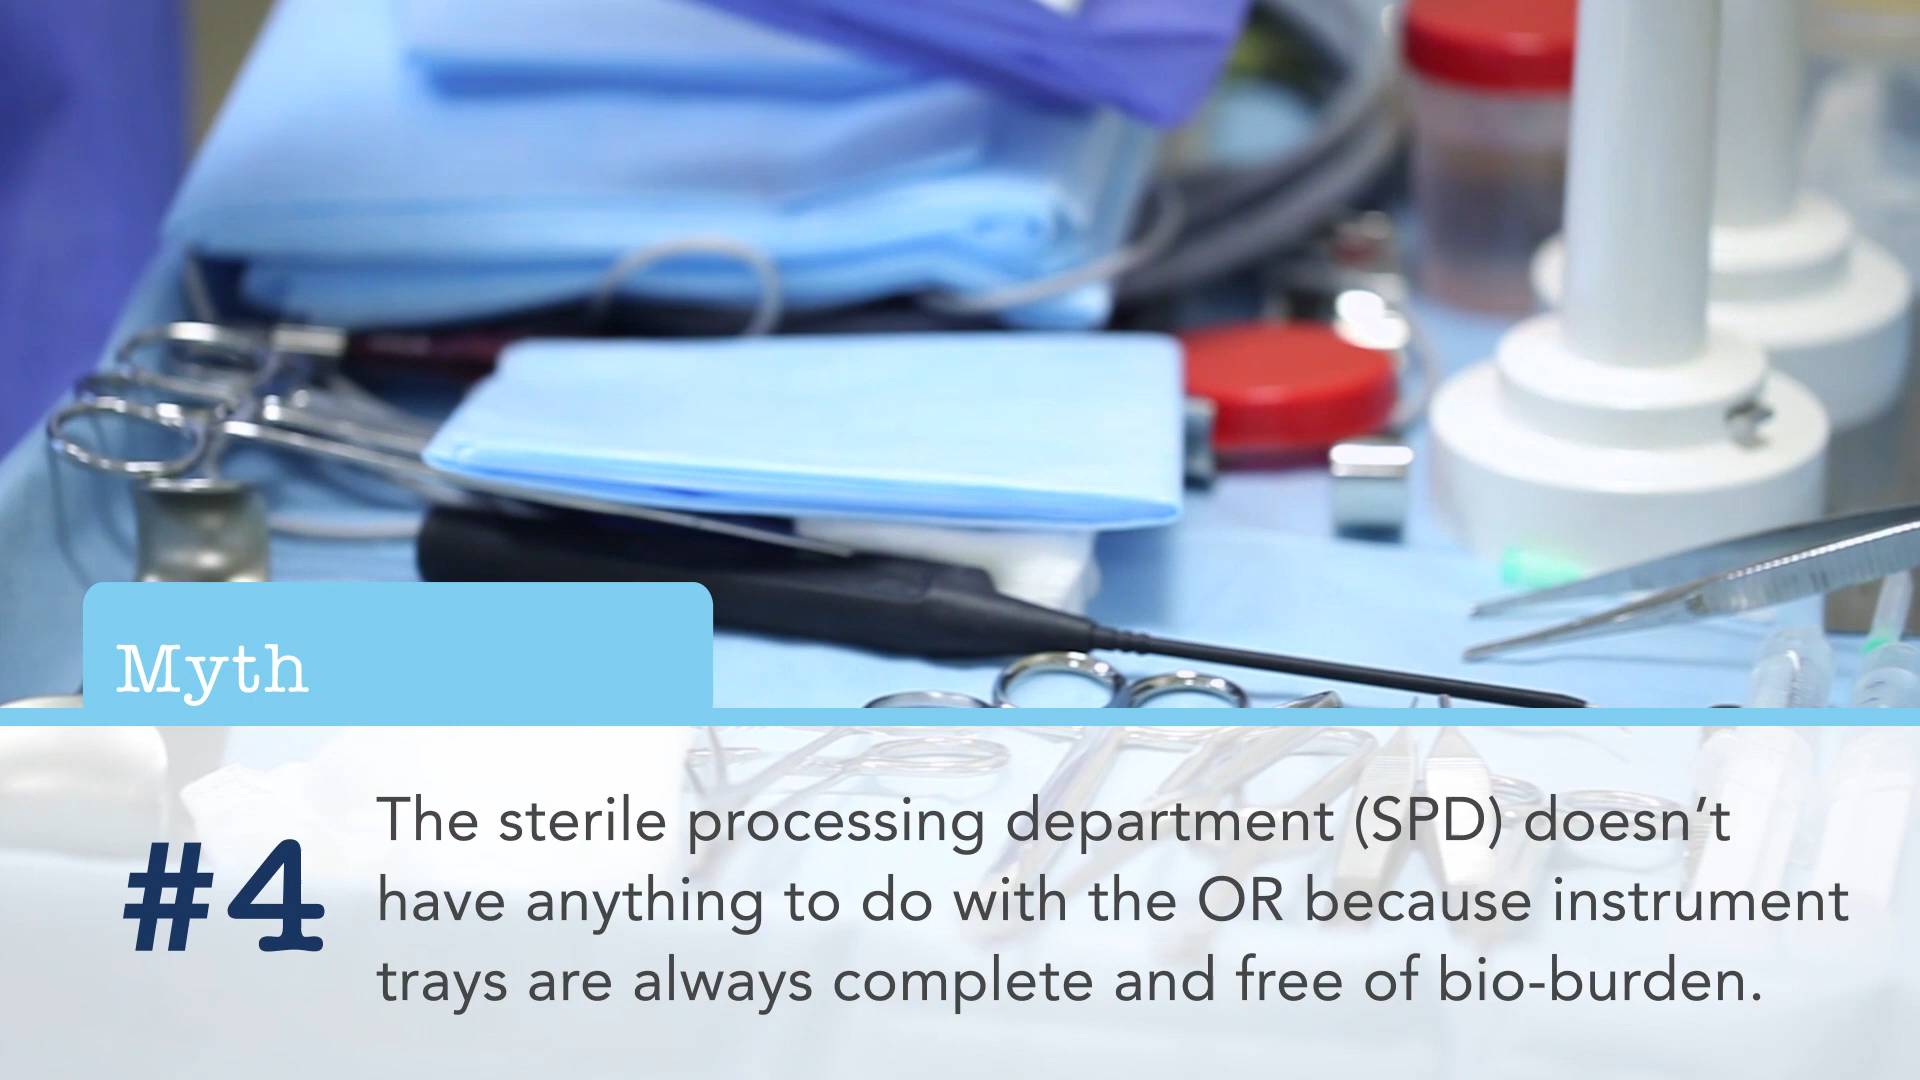 Myth
#4
The sterile processing department (SPD) doesn’t
have anything to do with the OR because instrument
trays are always complete and free of bio-burden.